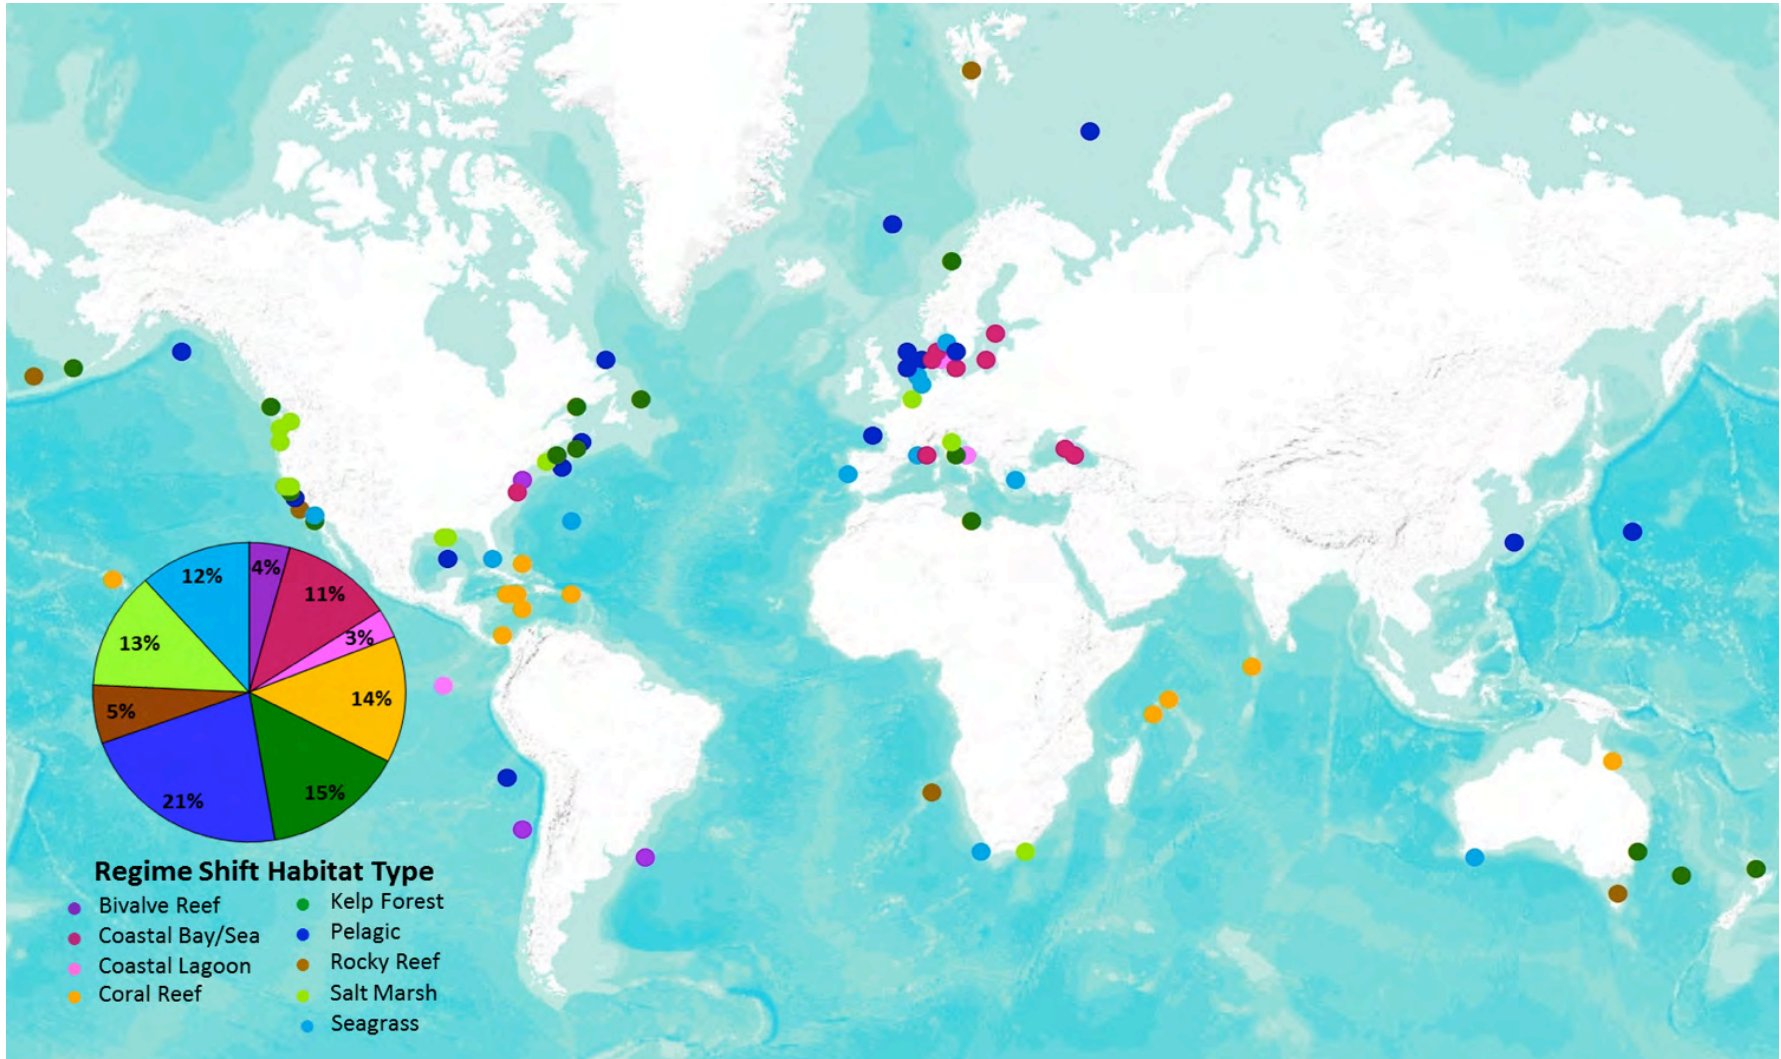 12%
4%
11%
3%
13%
14%
5%
21%
15%
Regime Shift Habitat Type
Bivalve Reef
Coastal Bay/Sea
Coastal Lagoon
Coral Reef
Kelp Forest
Pelagic
Rocky Reef
Salt Marsh
Seagrass